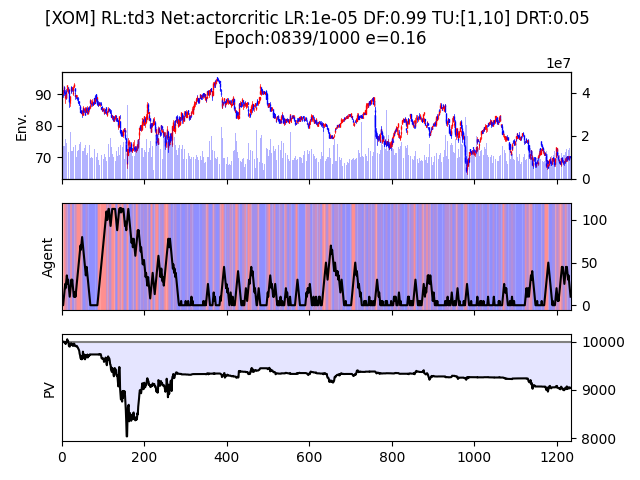 [XOM] RL:td3 Net:actorcritic LR:1e-05 DF:0.99 TU:[1,10] DRT:0.05
Epoch:0839/1000 e=0.16
1e7
90
80
70
Env.
4
2
0
Agent
100
50
0
PV
10000
9000
8000
0 200 400 600 800 1000 1200